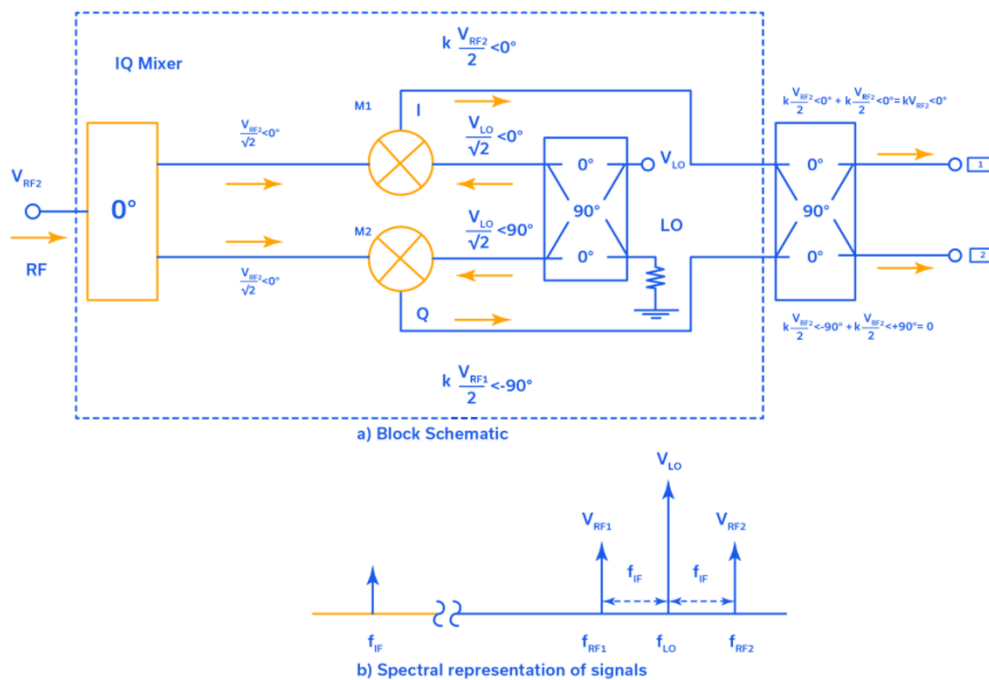 k V_RF2/2 <0°
IQ Mixer
M1
I
k V_RF2/2 <0° + k V_RF2/2 <0° = kV_RF2 <0°
V_RF2/√2 <0°
V_LO/√2 <0°
0°
V_LO
0°
1
V_RF2
0°
90°
90°
RF
M2
V_LO/√2 <90°
LO
V_RF2/√2 <0°
0°
0°
2
Q
k V_RF2/2 <-90° + k V_RF2/2 <+90° = 0
k V_RF1/2 <-90°
a) Block Schematic
V_LO
V_RF1
V_RF2
f_IF
f_IF
f_IF
f_RF1
f_LO
f_RF2
b) Spectral representation of signals